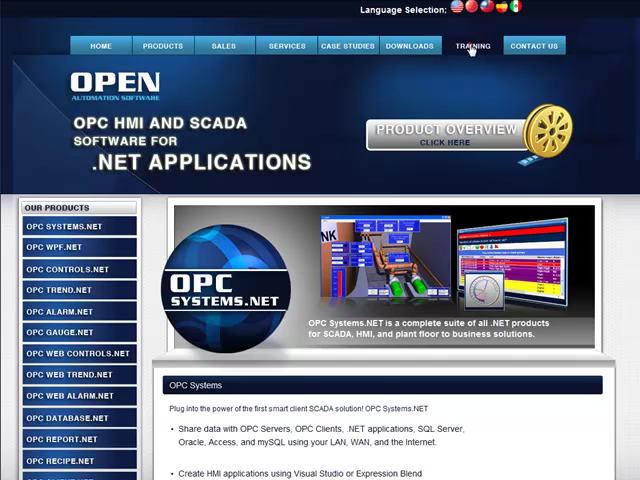 Language Selection:
HOME
PRODUCTS
SALES
SERVICES
CASE STUDIES
DOWNLOADS
TRAINING
CONTACT US
OPEN
AUTOMATION SOFTWARE
OPC HMI AND SCADA
SOFTWARE FOR
.NET APPLICATIONS
PRODUCT OVERVIEW
CLICK HERE
OUR PRODUCTS
OPC SYSTEMS.NET
OPC WPF.NET
OPC CONTROLS.NET
OPC TREND.NET
OPC ALARM.NET
OPC GAUGE.NET
OPC WEB CONTROLS.NET
OPC WEB TREND.NET
OPC WEB ALARM.NET
OPC DATABASE.NET
OPC REPORT.NET
OPC RECIPE.NET
OPC
SYSTEMS.NET
NK
OPC Systems.NET is a complete suite of all .NET products
for SCADA, HMI, and plant floor to business solutions.
OPC Systems
Plug into the power of the first smart client SCADA solution! OPC Systems.NET
• Share data with OPC Servers, OPC Clients, .NET applications, SQL Server,
Oracle, Access, and mySQL using your LAN, WAN, and the Internet.
• Create HMI applications using Visual Studio or Expression Blend